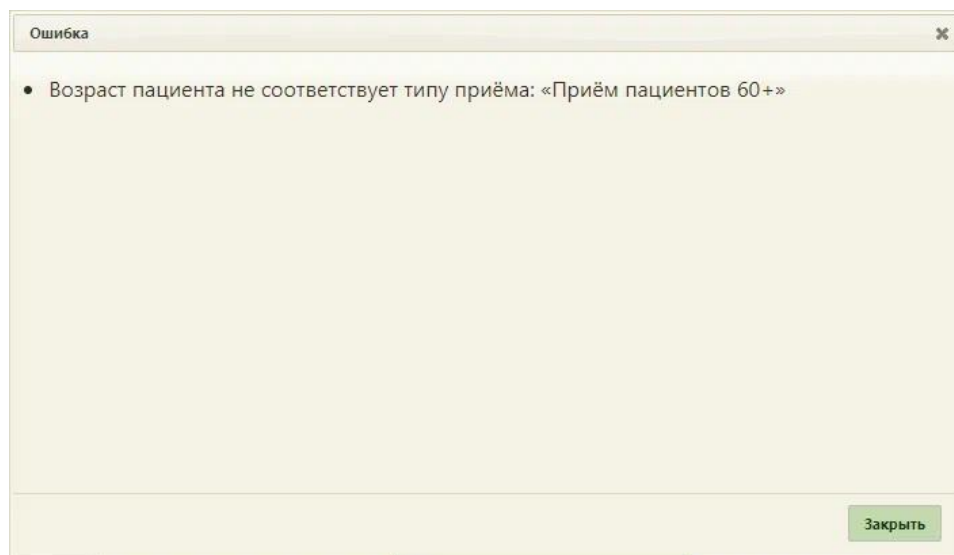 Ошибка
• Возраст пациента не соответствует типу приёма: «Приём пациентов 60+»
Закрыть